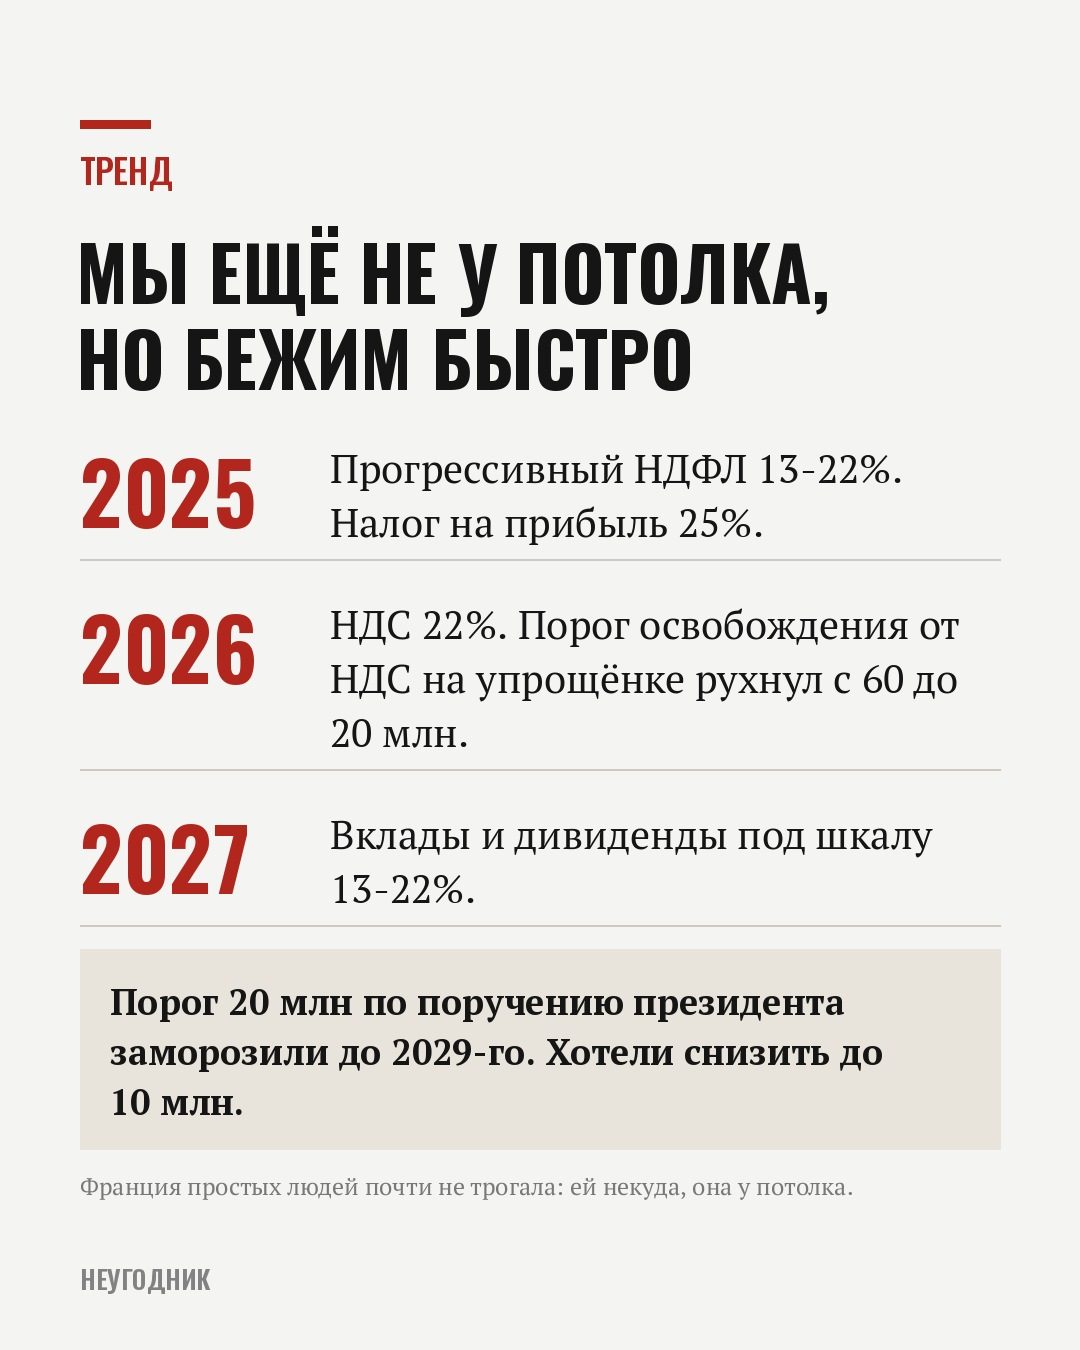 ТРЕНД
МЫ ЕЩЁ НЕ У ПОТОЛКА,
НО БЕЖИМ БЫСТРО
2025
Прогрессивный НДФЛ 13-22%.
Налог на прибыль 25%.
2026
НДС 22%. Порог освобождения от
НДС на упрощёнке рухнул с 60 до
20 млн.
2027
Вклады и дивиденды под шкалу
13-22%.
Порог 20 млн по поручению президента
заморозили до 2029-го. Хотели снизить до
10 млн.
Франция простых людей почти не трогала: ей некуда, она у потолка.
НЕУГОДНИК